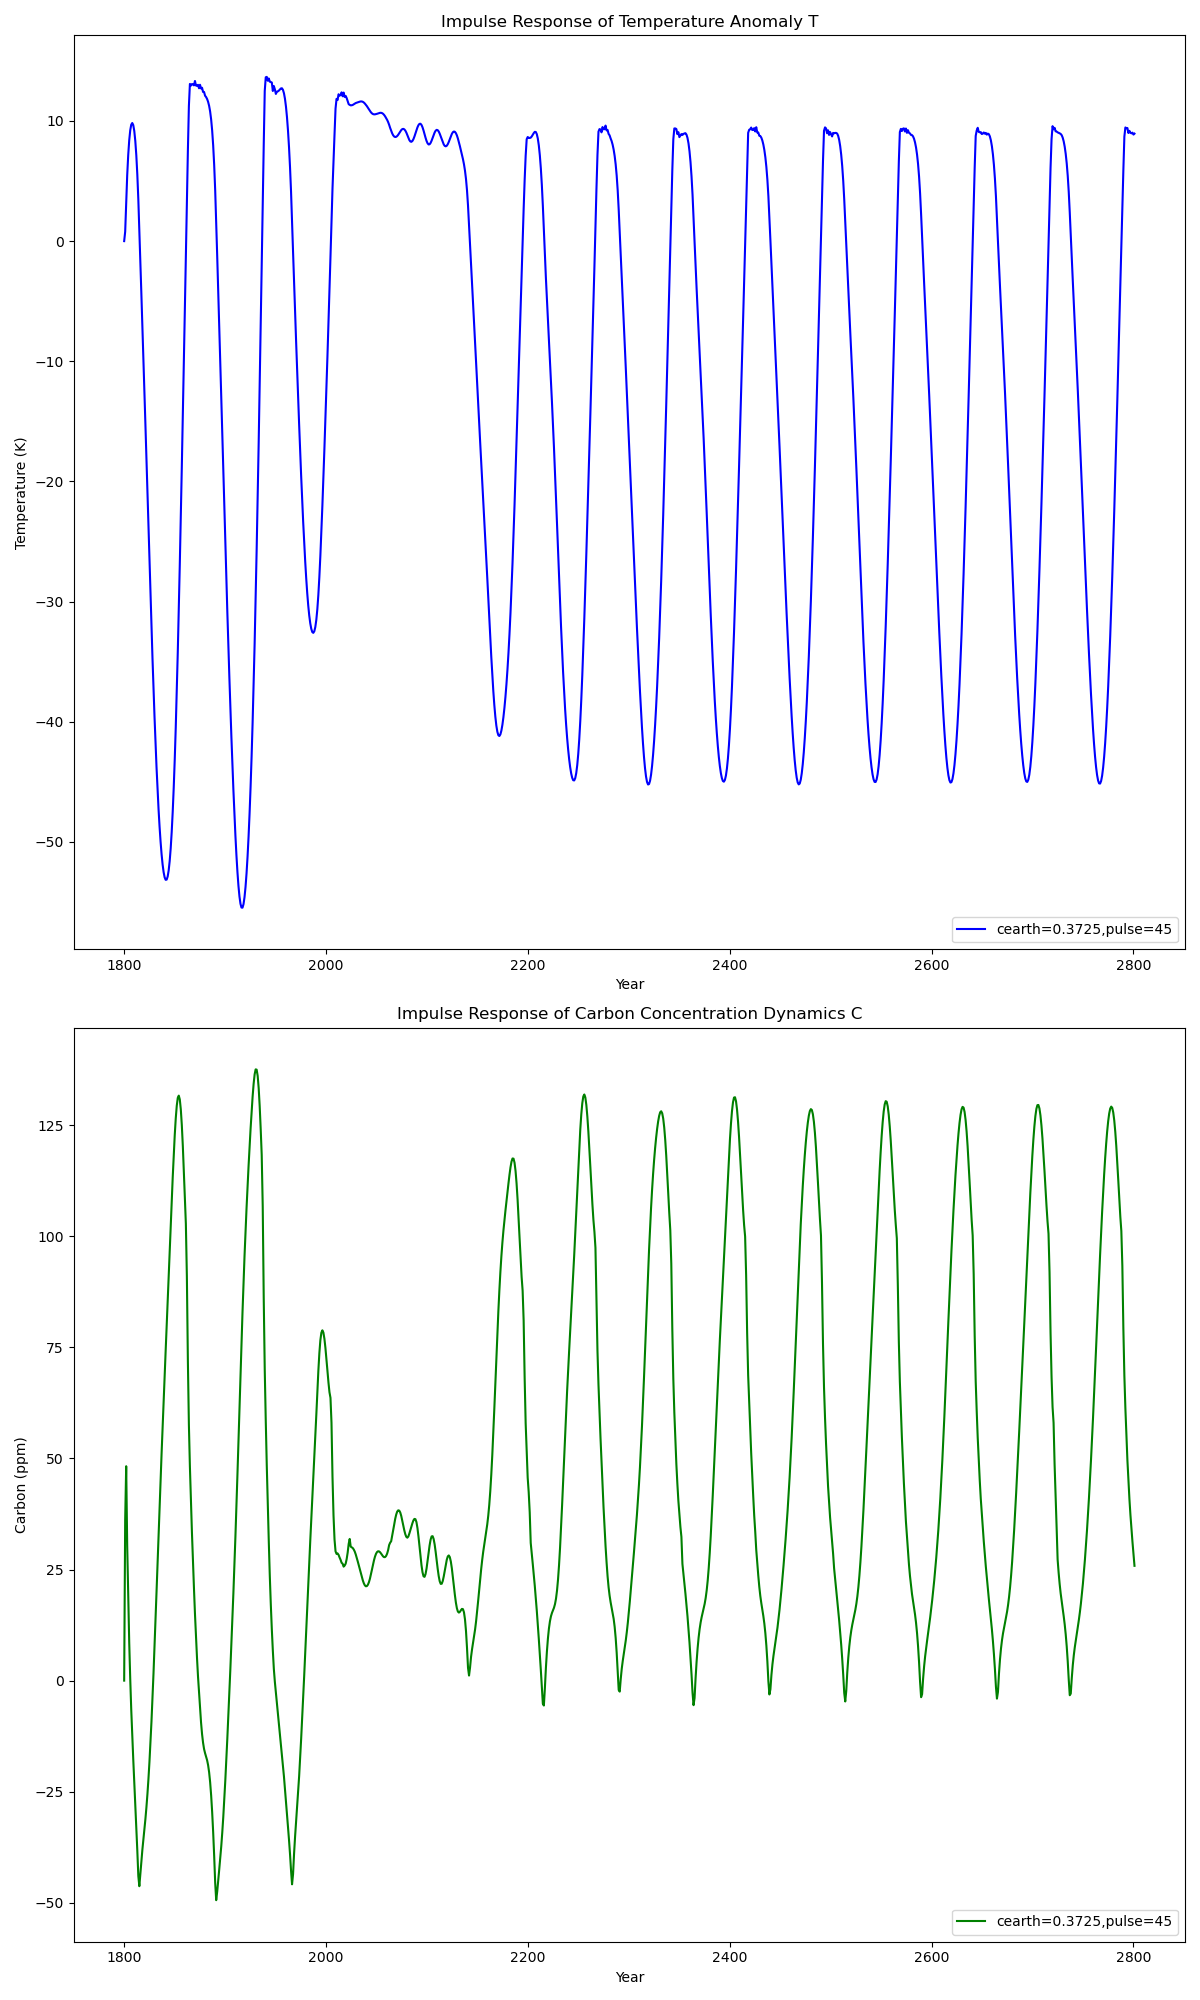 Impulse Response of Temperature Anomaly T
Temperature (K)
10
0
−10
−20
−30
−40
−50
cearth=0.3725,pulse=45
1800 2000 2200 2400 2600 2800
Year
Impulse Response of Carbon Concentration Dynamics C
Carbon (ppm)
125
100
75
50
25
0
−25
−50
cearth=0.3725,pulse=45
1800 2000 2200 2400 2600 2800
Year